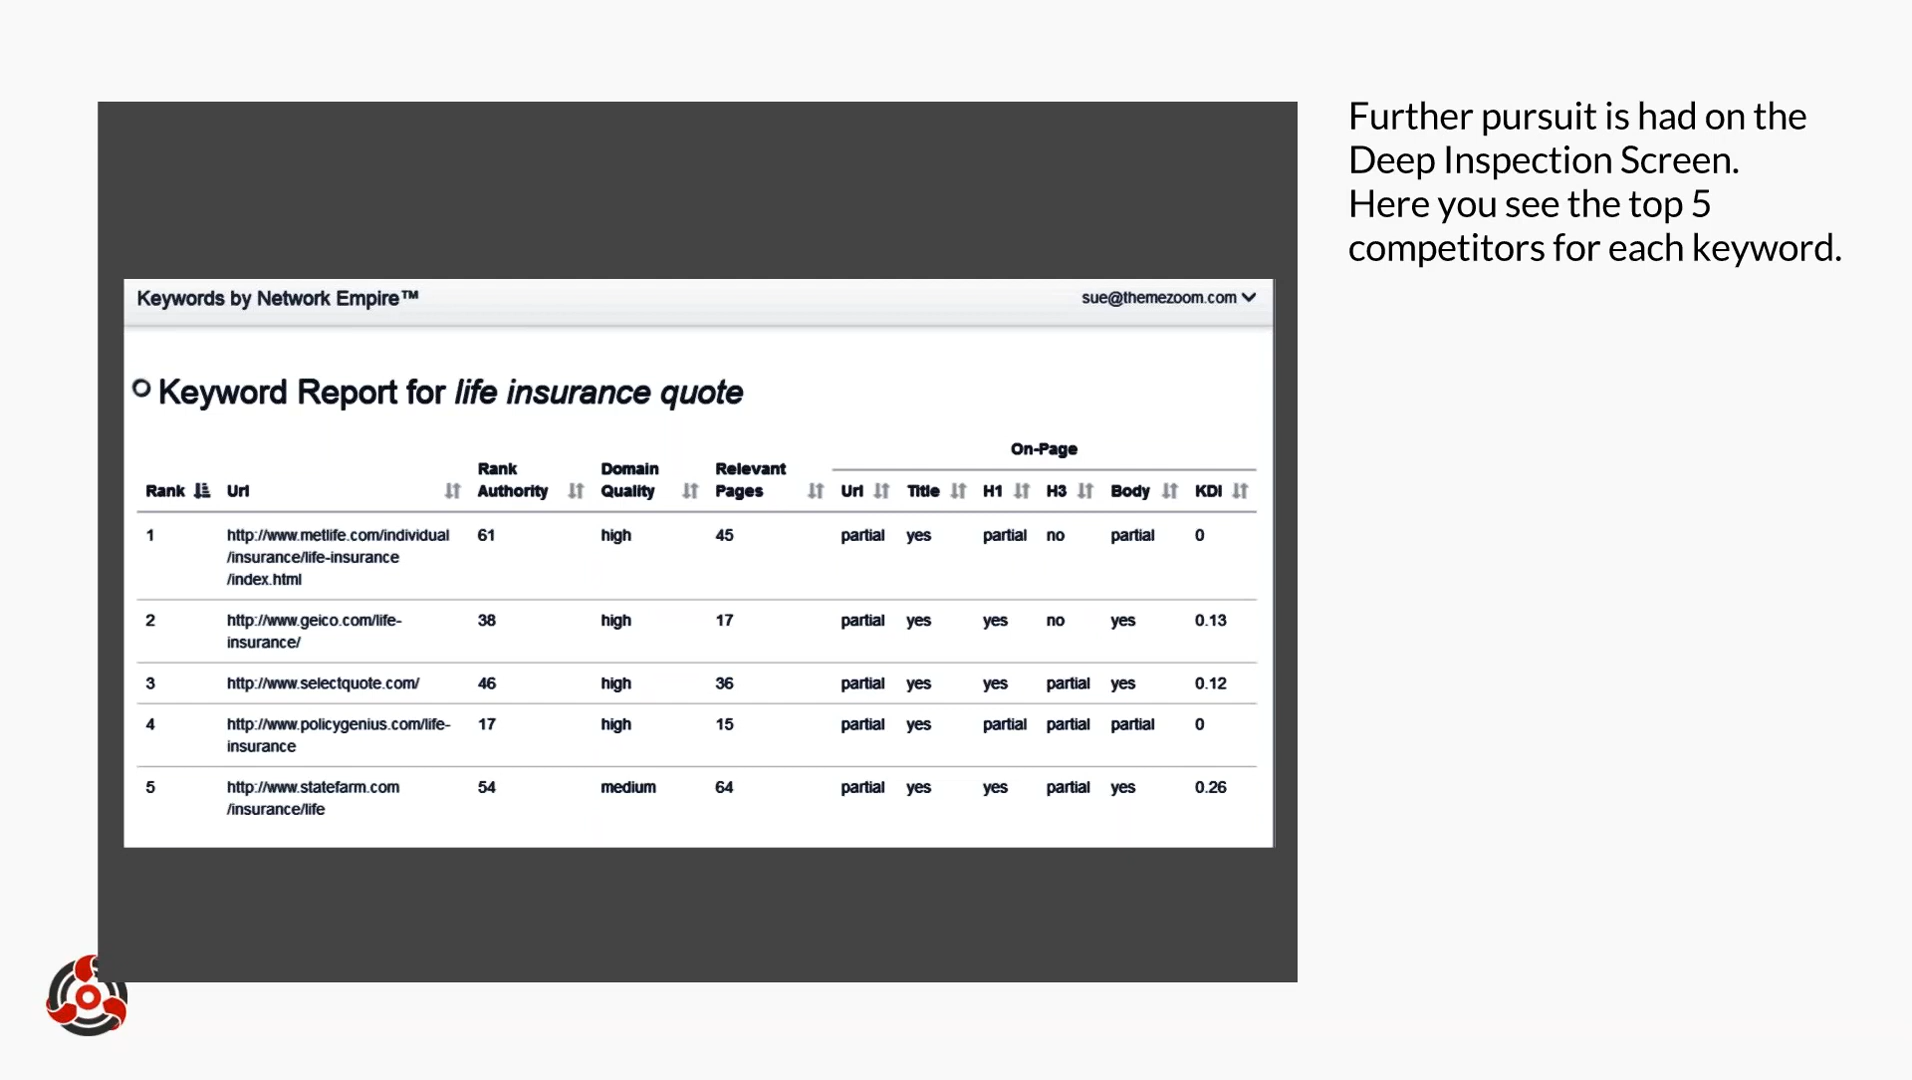 Further pursuit is had on the
Deep Inspection Screen.
Here you see the top 5
competitors for each keyword.
Keywords by Network Empire™
sue@themezoom.com
Keyword Report for life insurance quote
On-Page
Rank Url Rank Authority Domain Quality Relevant Pages Url Title H1 H3 Body KDI
1 http://www.metlife.com/individual 61 high 45 partial yes partial no partial 0
/insurance/life-insurance
/index.html
2 http://www.geico.com/life- 38 high 17 partial yes yes no yes 0.13
insurance/
3 http://www.selectquote.com/ 46 high 36 partial yes yes partial yes 0.12
4 http://www.policygenius.com/life- 17 high 15 partial yes partial partial partial 0
insurance
5 http://www.statefarm.com 54 medium 64 partial yes yes partial yes 0.26
/insurance/life